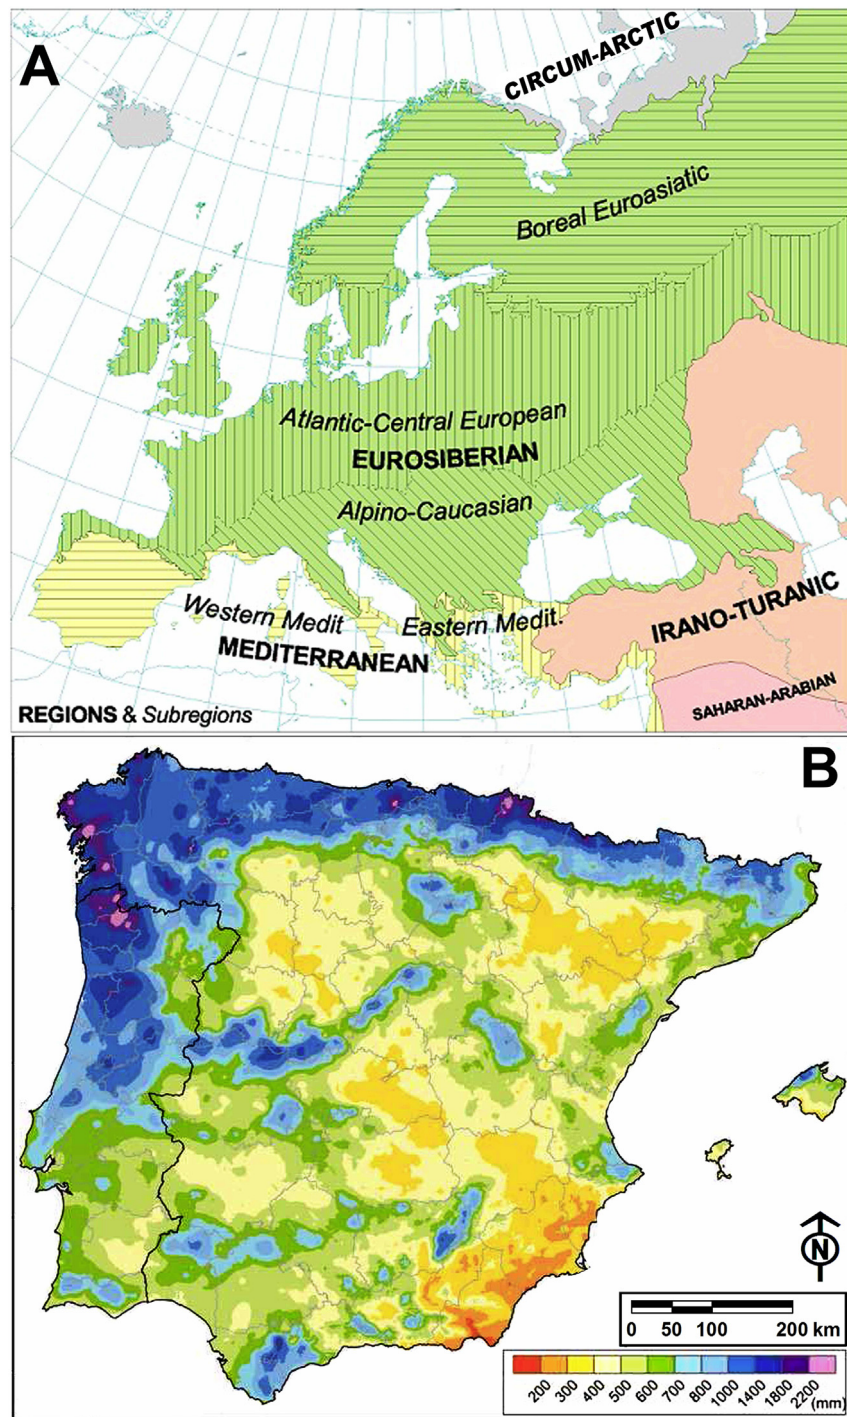 A
CIRCUM-ARCTIC
Boreal Euroasiatic
Atlantic-Central European
EUROSIBERIAN
Alpino-Caucasian
Western Medit
Eastern Medit.
MEDITERRANEAN
IRANO-TURANIC
SAHARAN-ARABIAN
REGIONS & Subregions
B
N
0 50 100 200 km
200 300 400 500 600 700 800 1000 1400 1800 2200
(mm)